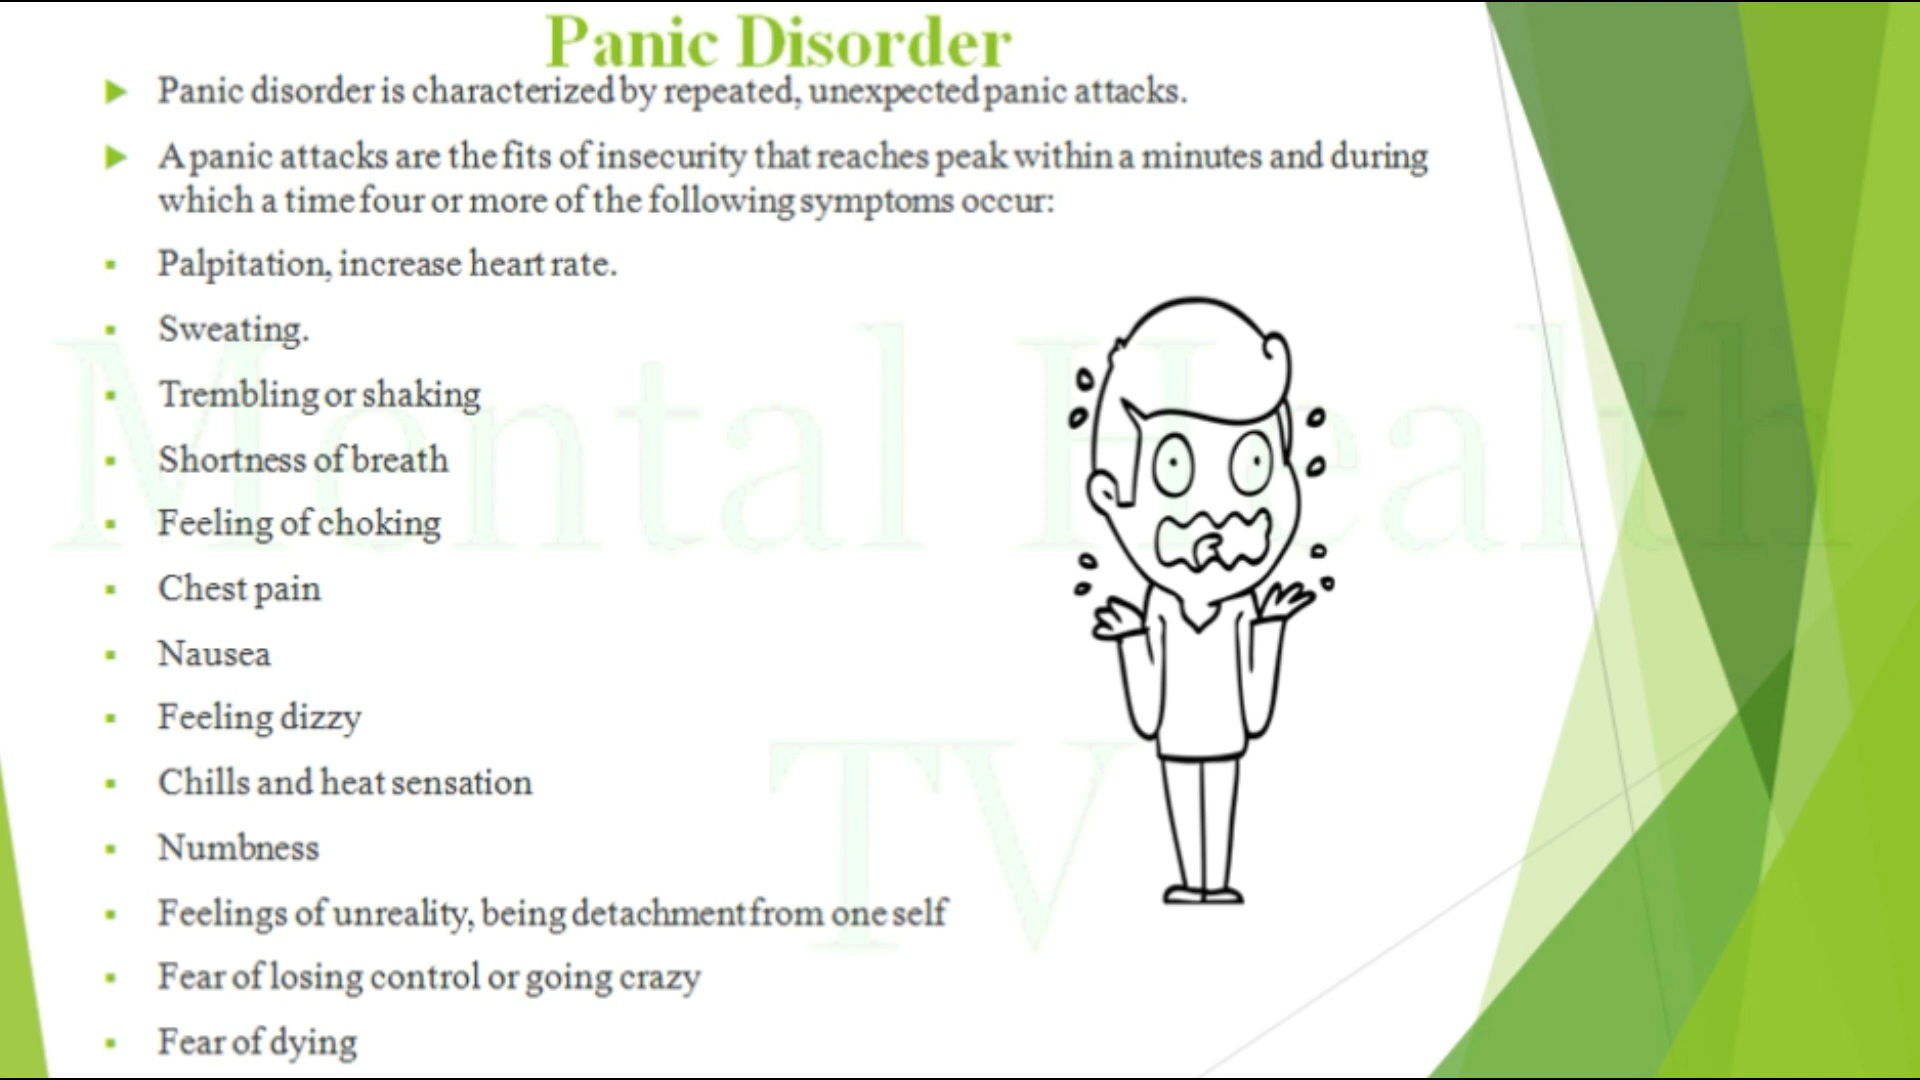 Panic Disorder
Panic disorder is characterized by repeated, unexpected panic attacks.
A panic attacks are the fits of insecurity that reaches peak within a minutes and during
which a time four or more of the following symptoms occur:
Palpitation, increase heart rate.
Sweating.
Trembling or shaking
Shortness of breath
Feeling of choking
Chest pain
Nausea
Feeling dizzy
Chills and heat sensation
Numbness
Feelings of unreality, being detachment from one self
Fear of losing control or going crazy
Fear of dying
Mental Health
TV